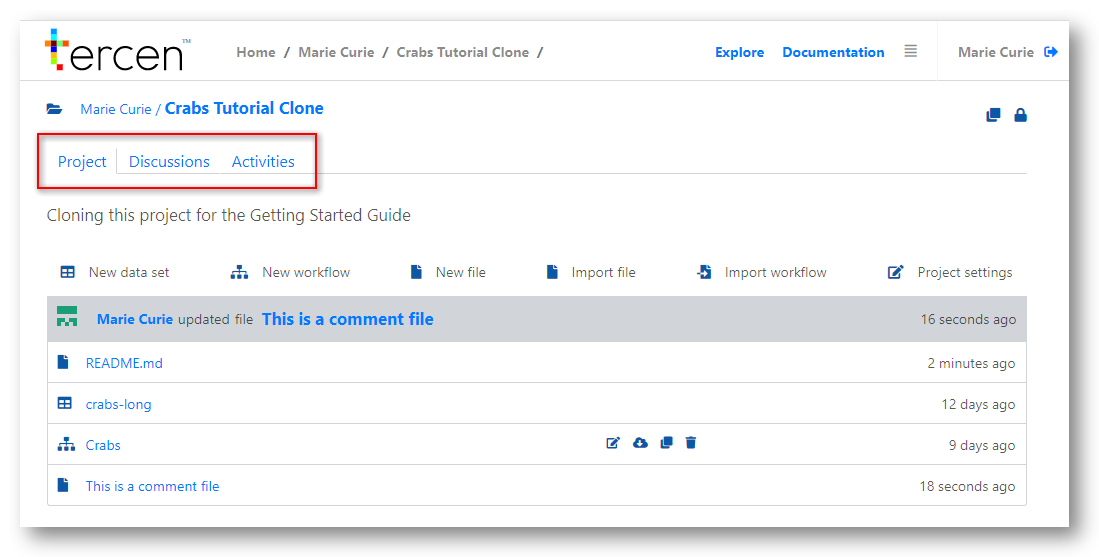 tercen™ Home / Marie Curie / Crabs Tutorial Clone / Explore Documentation Marie Curie
Marie Curie / Crabs Tutorial Clone
Project Discussions Activities
Cloning this project for the Getting Started Guide
New data set New workflow New file Import file Import workflow Project settings
Marie Curie updated file This is a comment file 16 seconds ago
README.md 2 minutes ago
crabs-long 12 days ago
Crabs 9 days ago
This is a comment file 18 seconds ago